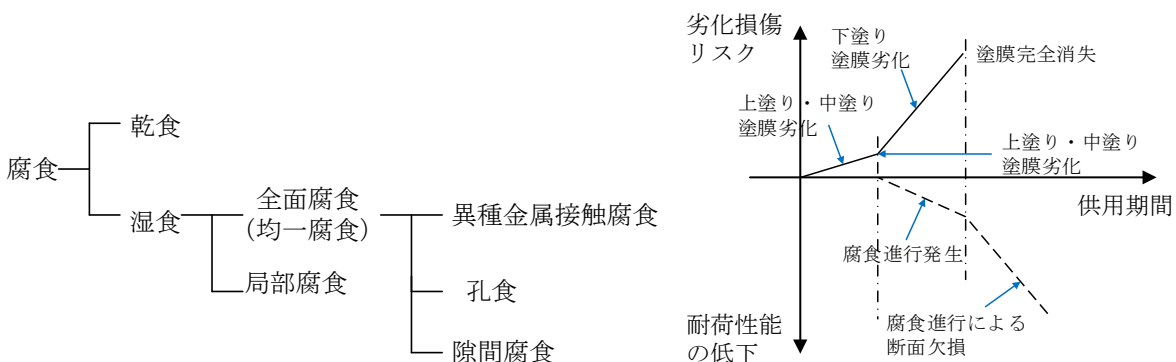 腐食
乾食
湿食
全面腐食
(均一腐食)
局部腐食
異種金属接触腐食
孔食
隙間腐食
劣化損傷
リスク
下塗り
塗膜劣化
塗膜完全消失
上塗り・中塗り
塗膜劣化
上塗り・中塗り
塗膜劣化
供用期間
腐食進行発生
耐荷性能
の低下
腐食進行による
断面欠損